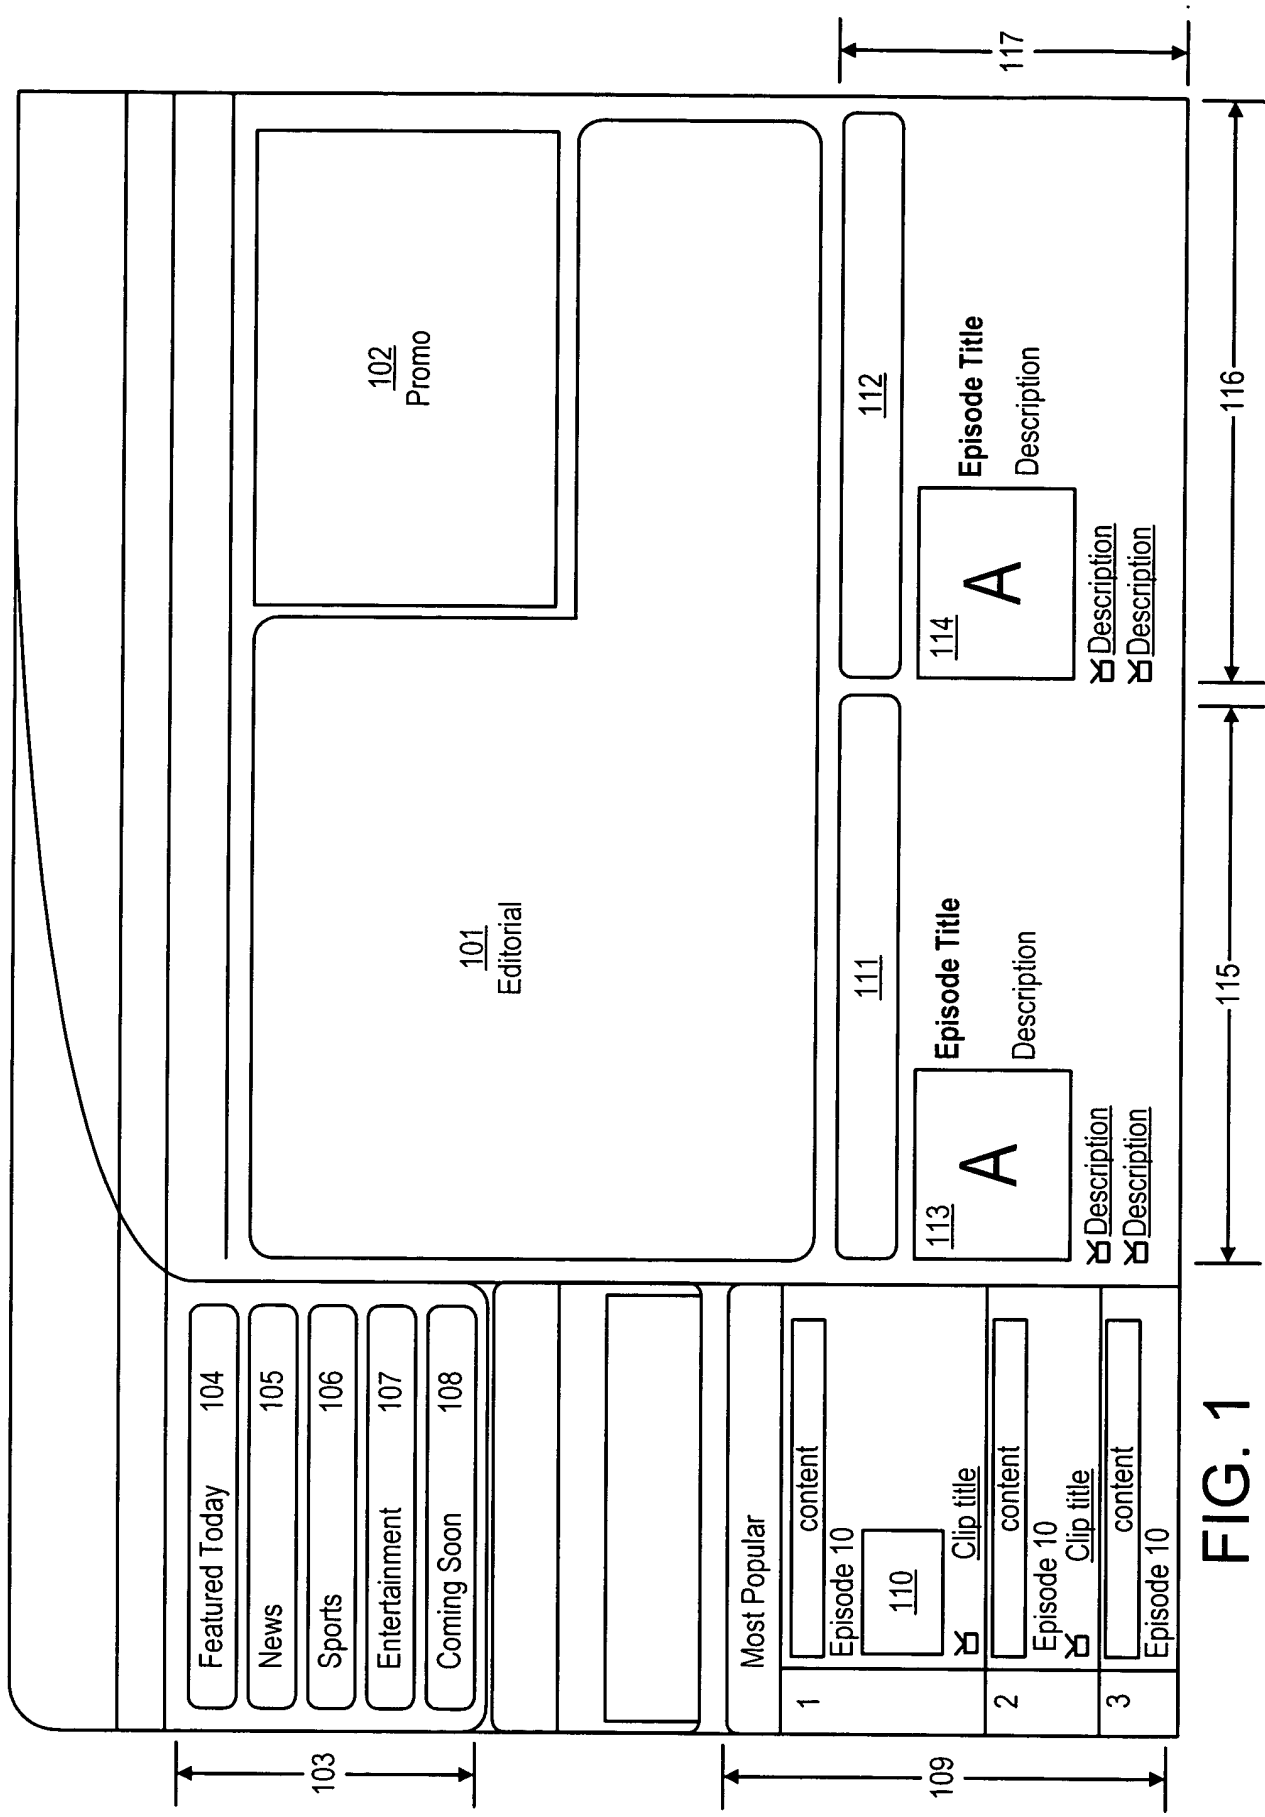 103
Featured Today 104
News 105
Sports 106
Entertainment 107
Coming Soon 108
101
Editorial
102
Promo
109
Most Popular
1
content
Episode 10
110
Clip title
2
content
Episode 10
Clip title
3
content
Episode 10
111
113
A
Episode Title
Description
Description
Description
112
114
A
Episode Title
Description
Description
Description
117
115
116
FIG. 1